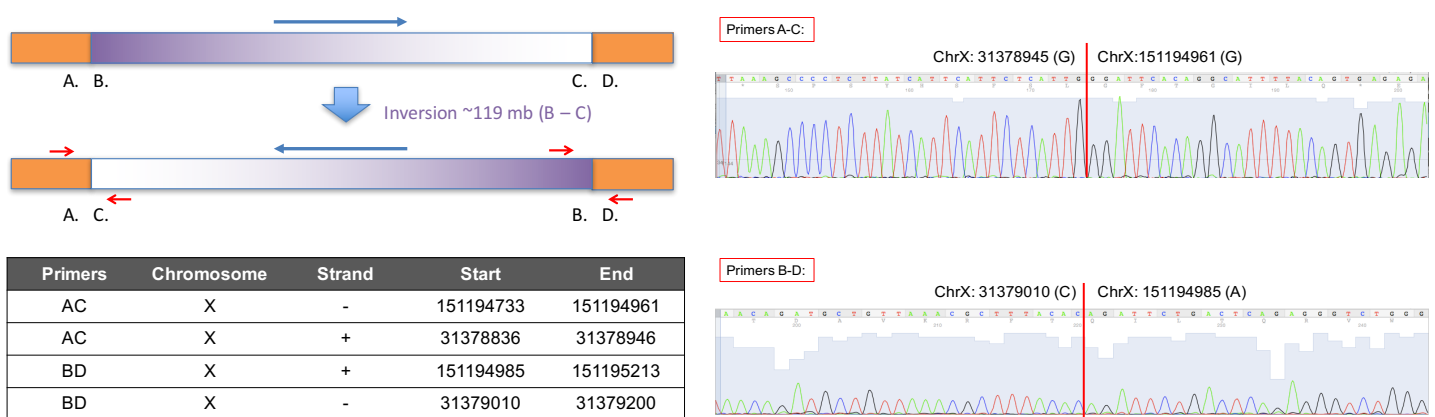 A. B. C. D.
Inversion ~119 mb (B – C)
A. C. B. D.
Primers Chromosome Strand Start End
AC X - 151194733 151194961
AC X + 31378836 31378946
BD X + 151194985 151195213
BD X - 31379010 31379200
Primers A-C:
ChrX: 31378945 (G) ChrX:151194961 (G)
T T A A A G C C C C T C T T A T C A T T C A T T C T C A T T G G G A T T C A C A G G C A T T T T A C A G T G A G A G A
Primers B-D:
ChrX: 31379010 (C) ChrX: 151194985 (A)
A A C A G A T G C T G T T A A A C G C T T T A C A C A G A T T C T G A C T C A G A G G G T C T G G G